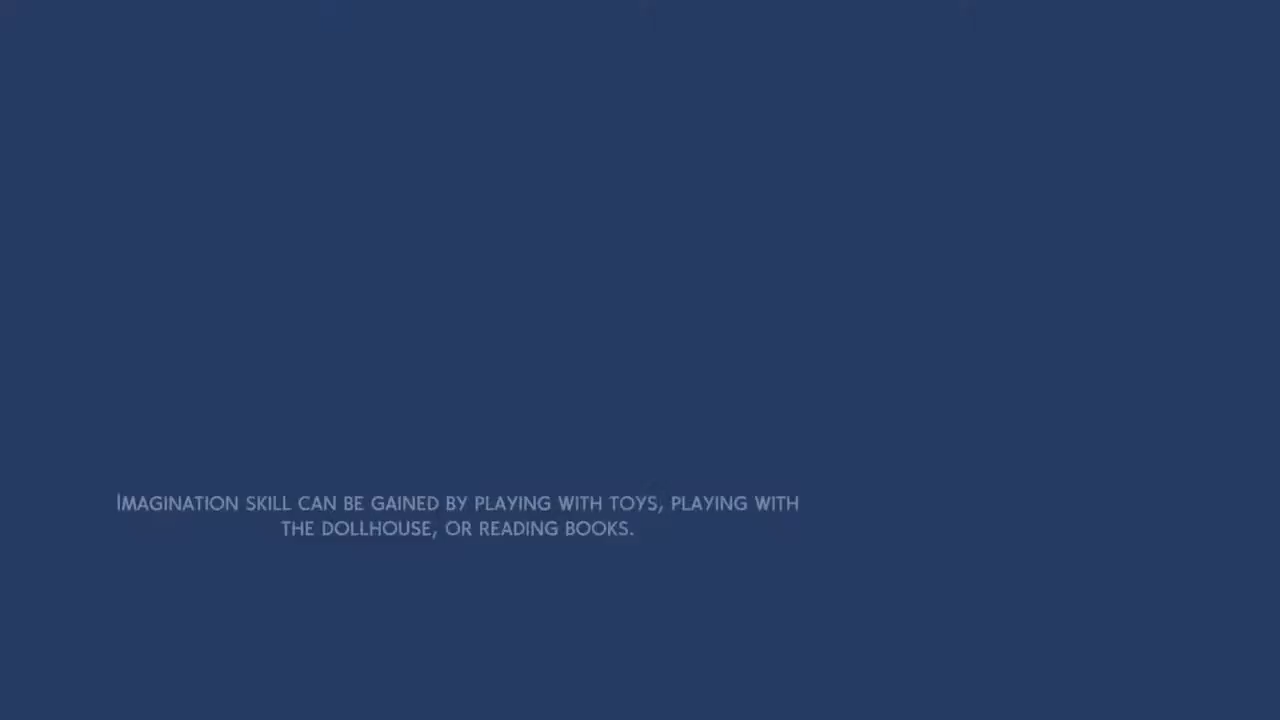 Imagination skill can be gained by playing with toys, playing with
the dollhouse, or reading books.